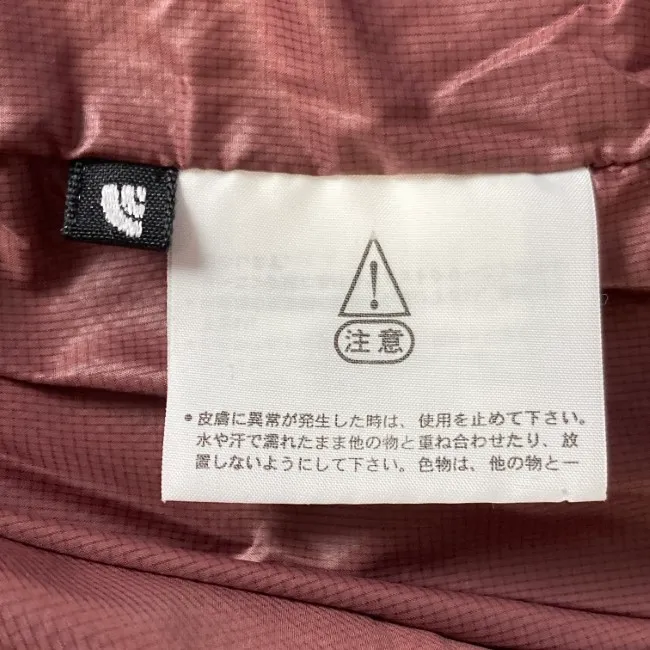 注意
• 皮膚に異常が発生した時は、使用を止めて下さい。
水や汗で濡れたまま他の物と重ね合わせたり、放
置しないようにして下さい。色物は、他の物と一